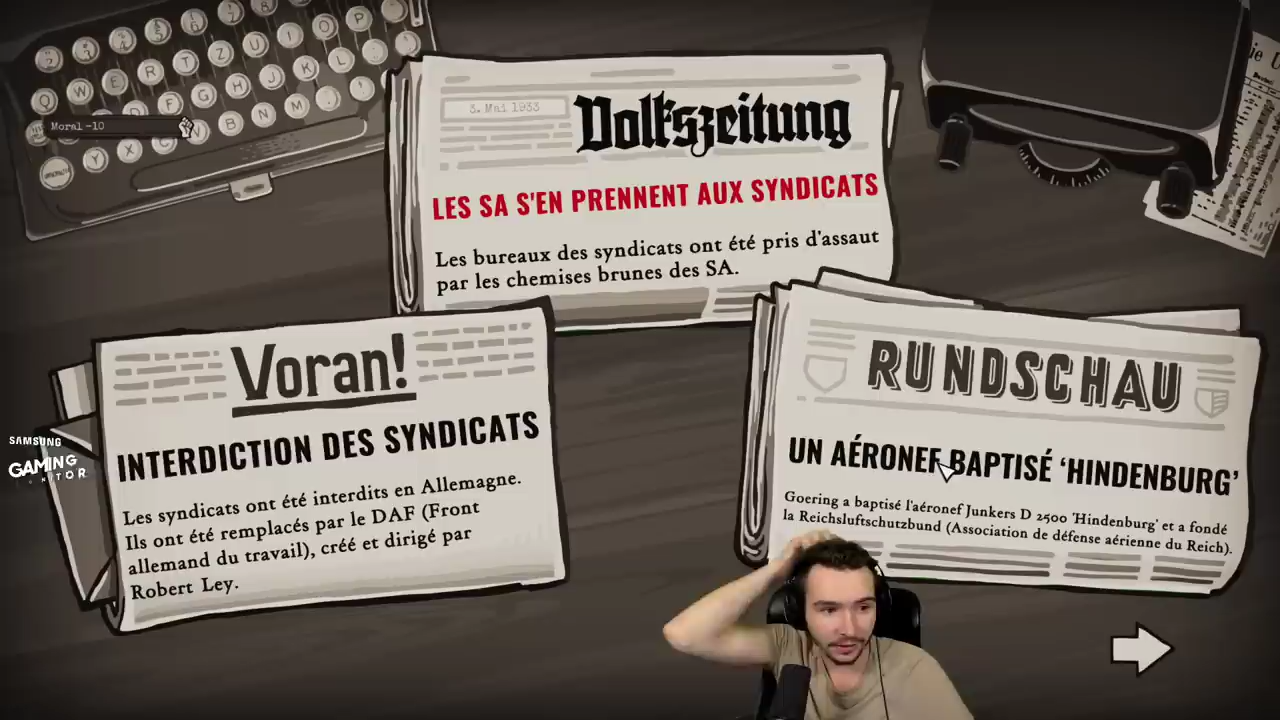 Moral -10
3. Mai 1933
Volkszeitung
LES SA S'EN PRENNENT AUX SYNDICATS
Les bureaux des syndicats ont été pris d'assaut
par les chemises brunes des SA.
Voran!
INTERDICTION DES SYNDICATS
Les syndicats ont été interdits en Allemagne.
Ils ont été remplacés par le DAF (Front
allemand du travail), créé et dirigé par
Robert Ley.
RUNDSCHAU
UN AÉRONEF BAPTISÉ ‘HINDENBURG’
Goering a baptisé l'aéronef Junkers D 2500 'Hindenburg' et a fondé
la Reichsluftschutzbund (Association de défense aérienne du Reich).
SAMSUNG
GAMING